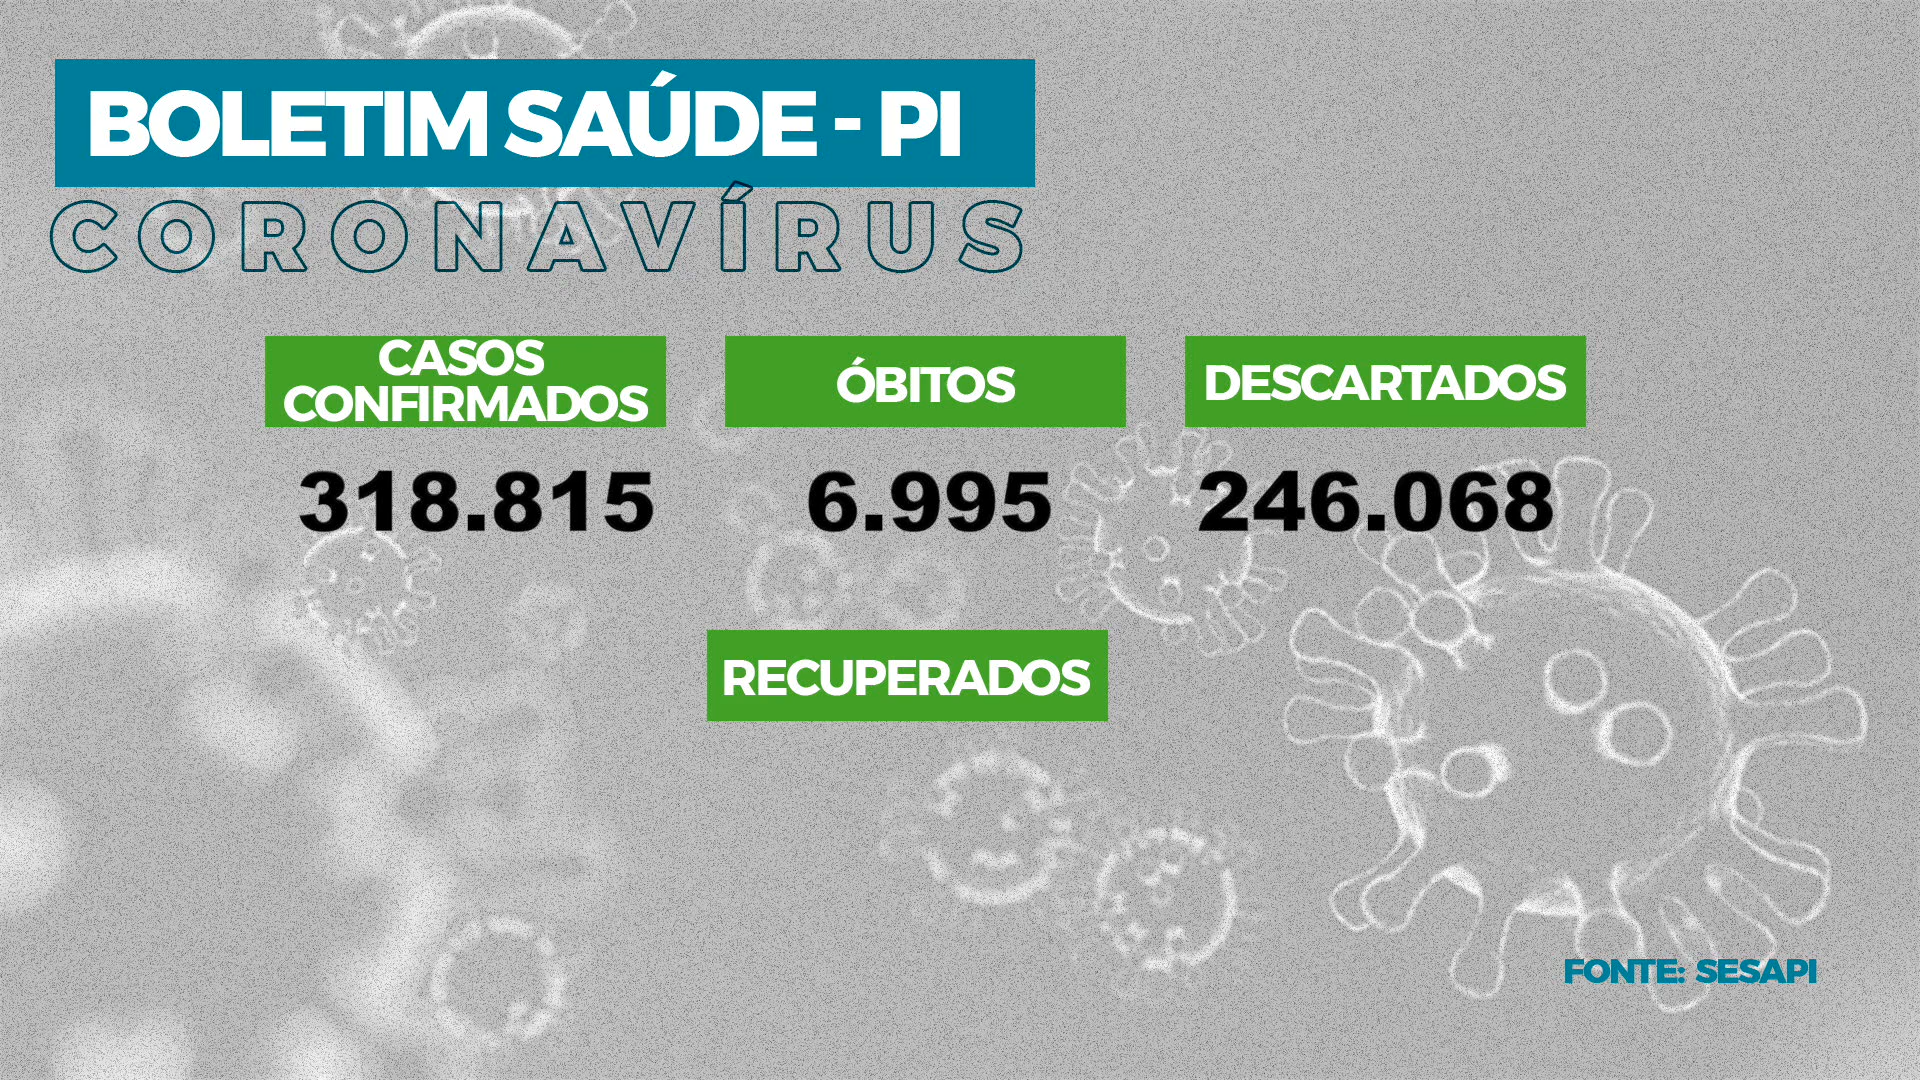 BOLETIM SAÚDE - PI
CORONAVÍRUS
CASOS
CONFIRMADOS
318.815
ÓBITOS
6.995
DESCARTADOS
246.068
RECUPERADOS
FONTE: SESAPI